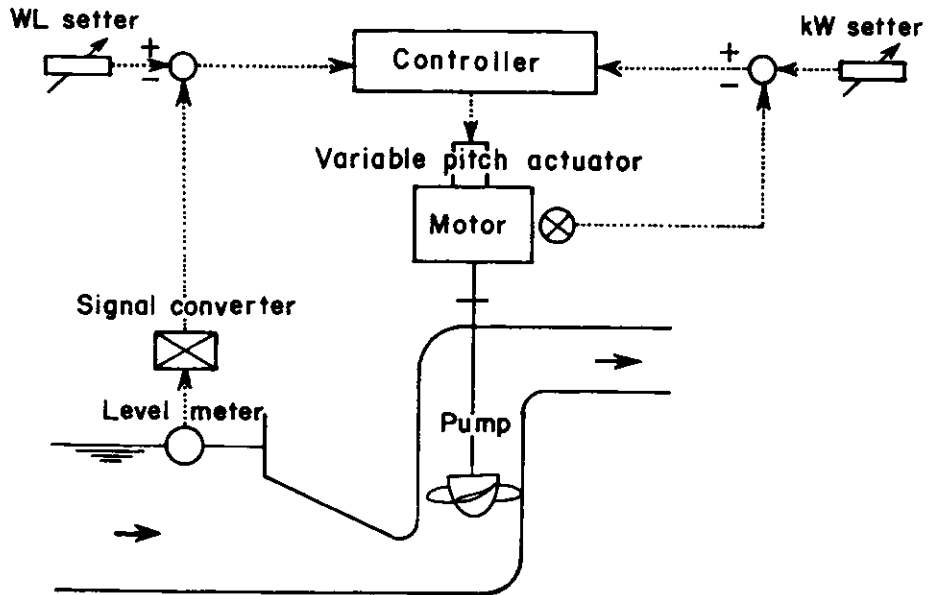 WL setter
kW setter
+
−
Controller
+
−
Variable pitch actuator
Motor
Signal converter
Level meter
Pump